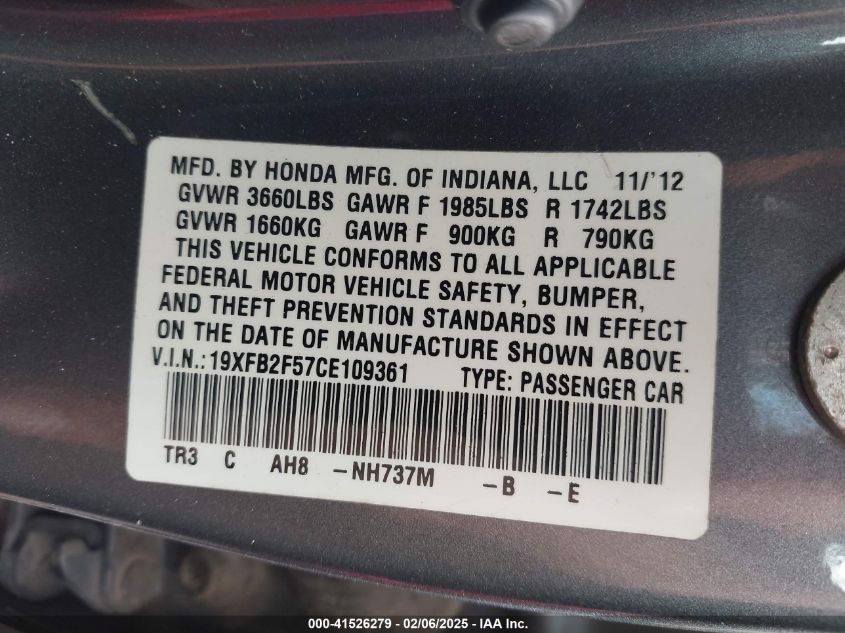 MFD. BY HONDA MFG. OF INDIANA, LLC 11/'12
GVWR 3660LBS GAWR F 1985LBS R 1742LBS
GVWR 1660KG GAWR F 900KG R 790KG
THIS VEHICLE CONFORMS TO ALL APPLICABLE
FEDERAL MOTOR VEHICLE SAFETY, BUMPER,
AND THEFT PREVENTION STANDARDS IN EFFECT
ON THE DATE OF MANUFACTURE SHOWN ABOVE.
V.I.N.: 19XFB2F57CE109361 TYPE: PASSENGER CAR
TR3 C AH8 -NH737M -B -E
000-41526279 - 02/06/2025 - IAA Inc.